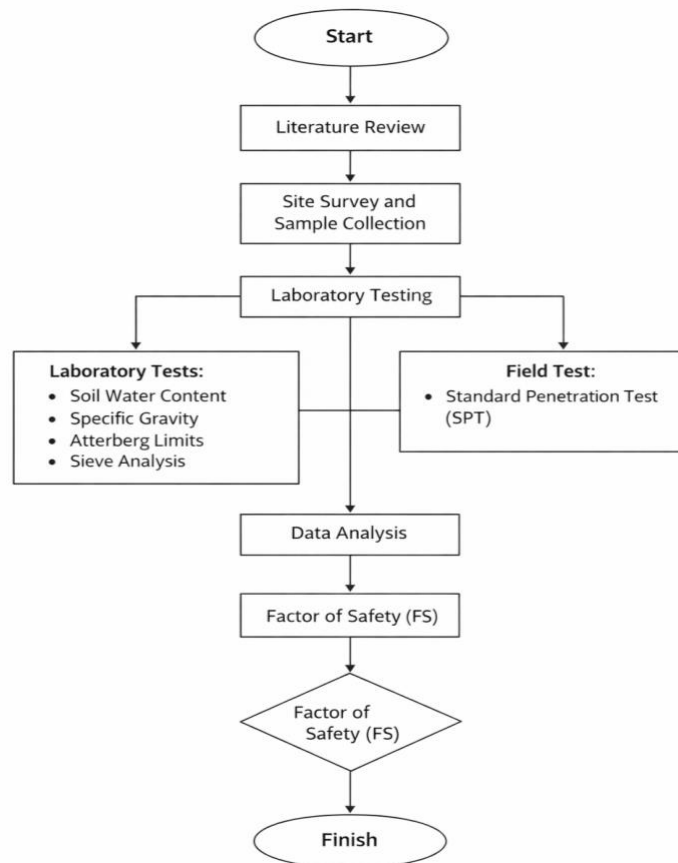 Start
Literature Review
Site Survey and
Sample Collection
Laboratory Testing
Laboratory Tests:
• Soil Water Content
• Specific Gravity
• Atterberg Limits
• Sieve Analysis
Field Test:
• Standard Penetration Test
(SPT)
Data Analysis
Factor of Safety (FS)
Factor of
Safety (FS)
Finish